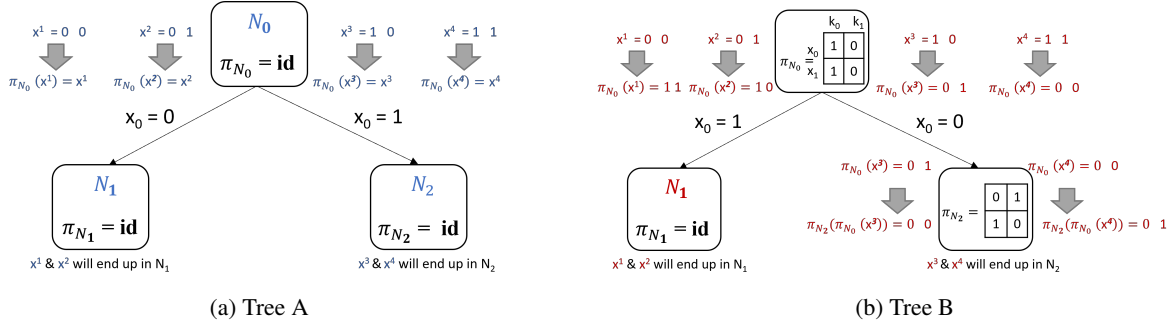 x¹ = 0 0
x² = 0 1
N₀
x³ = 1 0
x⁴ = 1 1
π_N₀ = id
π_N₀ (x¹) = x¹
π_N₀ (x²) = x²
π_N₀ (x³) = x³
π_N₀ (x⁴) = x⁴
x₀ = 0
x₀ = 1
N₁
π_N₁ = id
N₂
π_N₂ = id
x¹ & x² will end up in N₁
x³ & x⁴ will end up in N₂
(a) Tree A
x¹ = 0 0
x² = 0 1
k₀ k₁
x₀ 1 0
π_N₀ =
x₁ 1 0
x³ = 1 0
x⁴ = 1 1
π_N₀ (x¹) = 1 1
π_N₀ (x²) = 1 0
π_N₀ (x³) = 0 1
π_N₀ (x⁴) = 0 0
x₀ = 1
x₀ = 0
N₁
π_N₁ = id
π_N₀ (x³) = 0 1
π_N₀ (x⁴) = 0 0
π_N₂ =
0 1
1 0
π_N₂(π_N₀ (x³)) = 0 0
π_N₂(π_N₀ (x⁴)) = 0 1
x¹ & x² will end up in N₁
x³ & x⁴ will end up in N₂
(b) Tree B